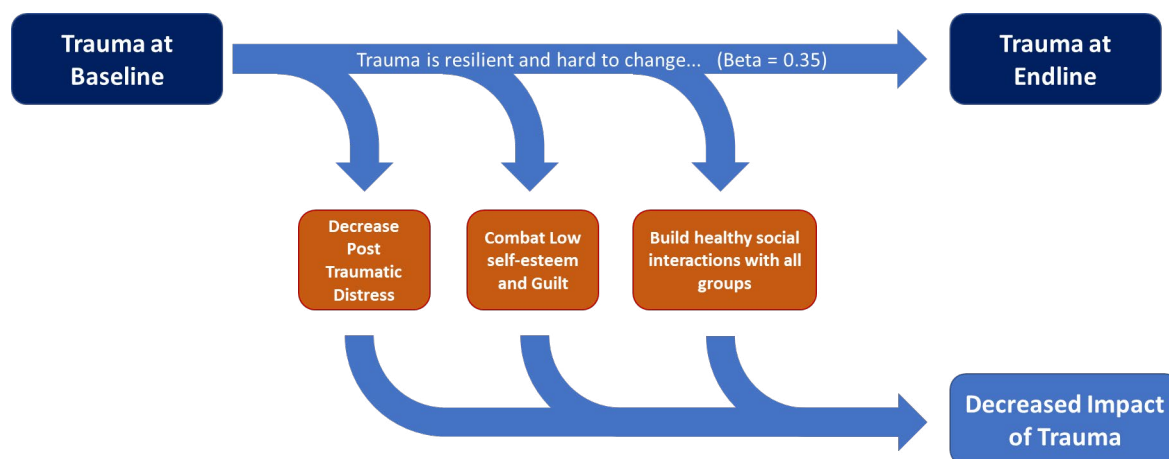 Trauma at
Baseline
Trauma is resilient and hard to change... (Beta = 0.35)
Trauma at
Endline
Decrease
Post
Traumatic
Distress
Combat Low
self-esteem
and Guilt
Build healthy social
interactions with all
groups
Decreased Impact
of Trauma